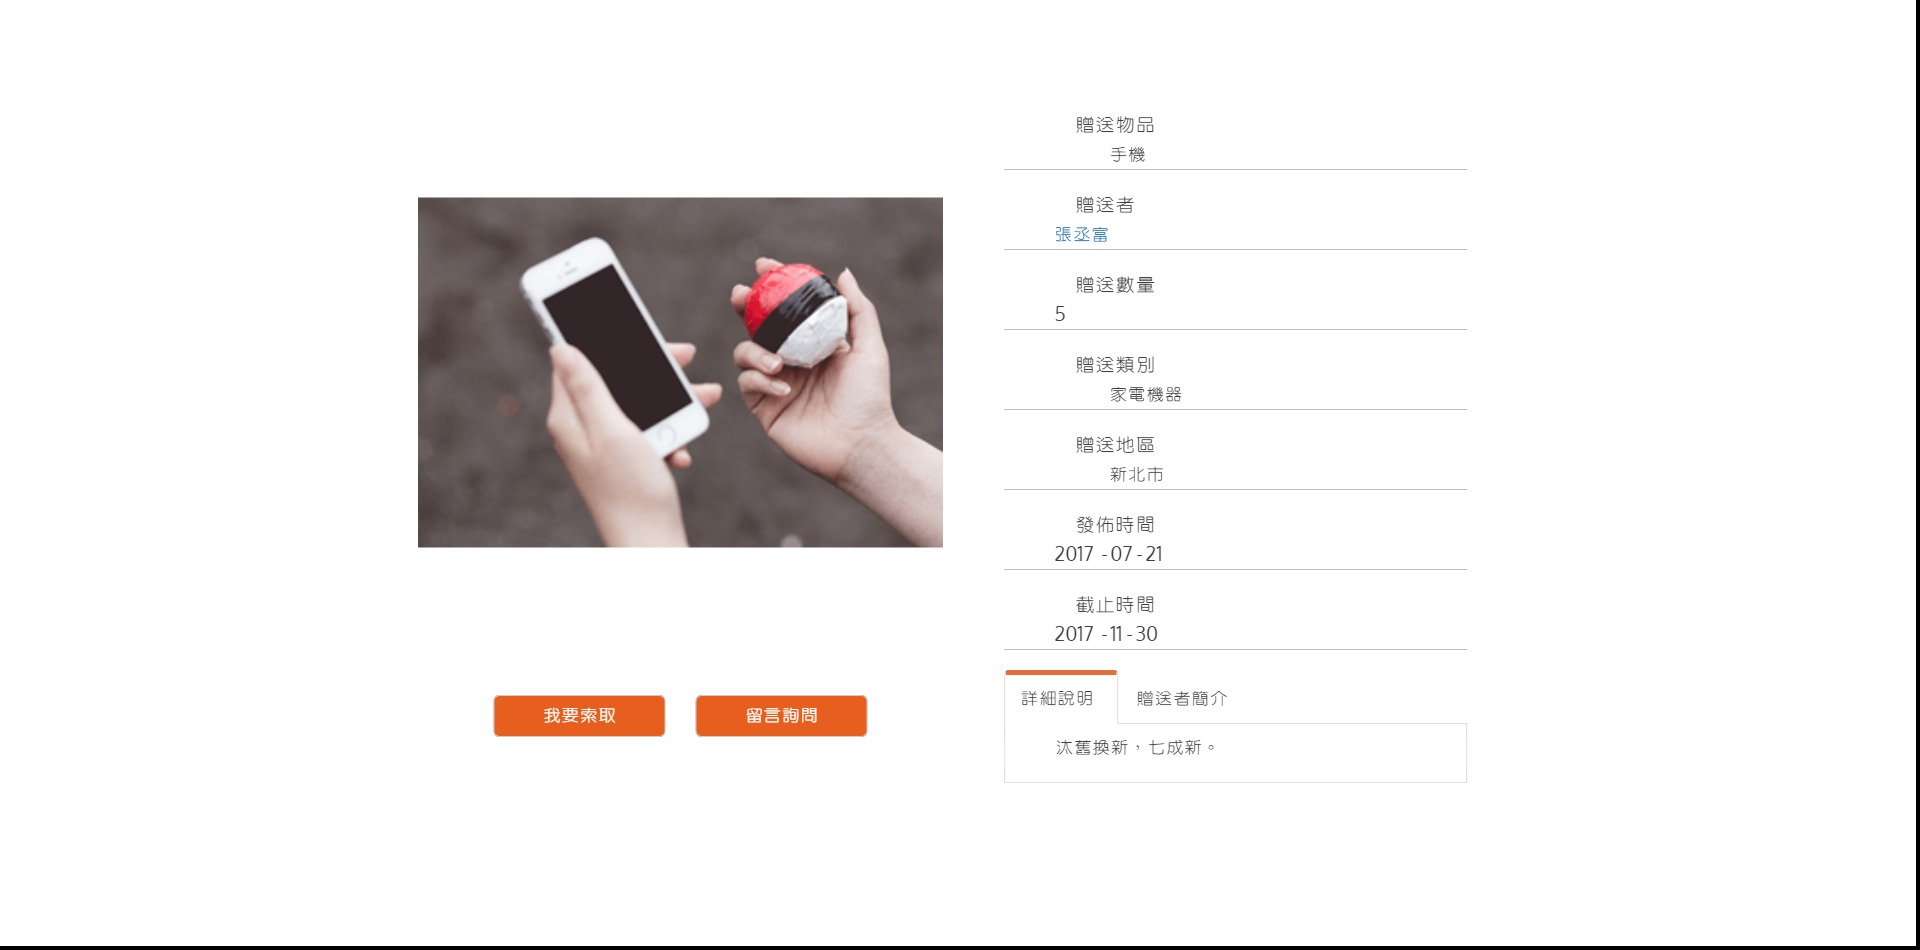 贈送物品
手機
贈送者
張丞富
贈送數量
5
贈送類別
家電機器
贈送地區
新北市
發佈時間
2017 -07-21
截止時間
2017 -11-30
我要索取
留言詢問
詳細說明
贈送者簡介
汰舊換新，七成新。